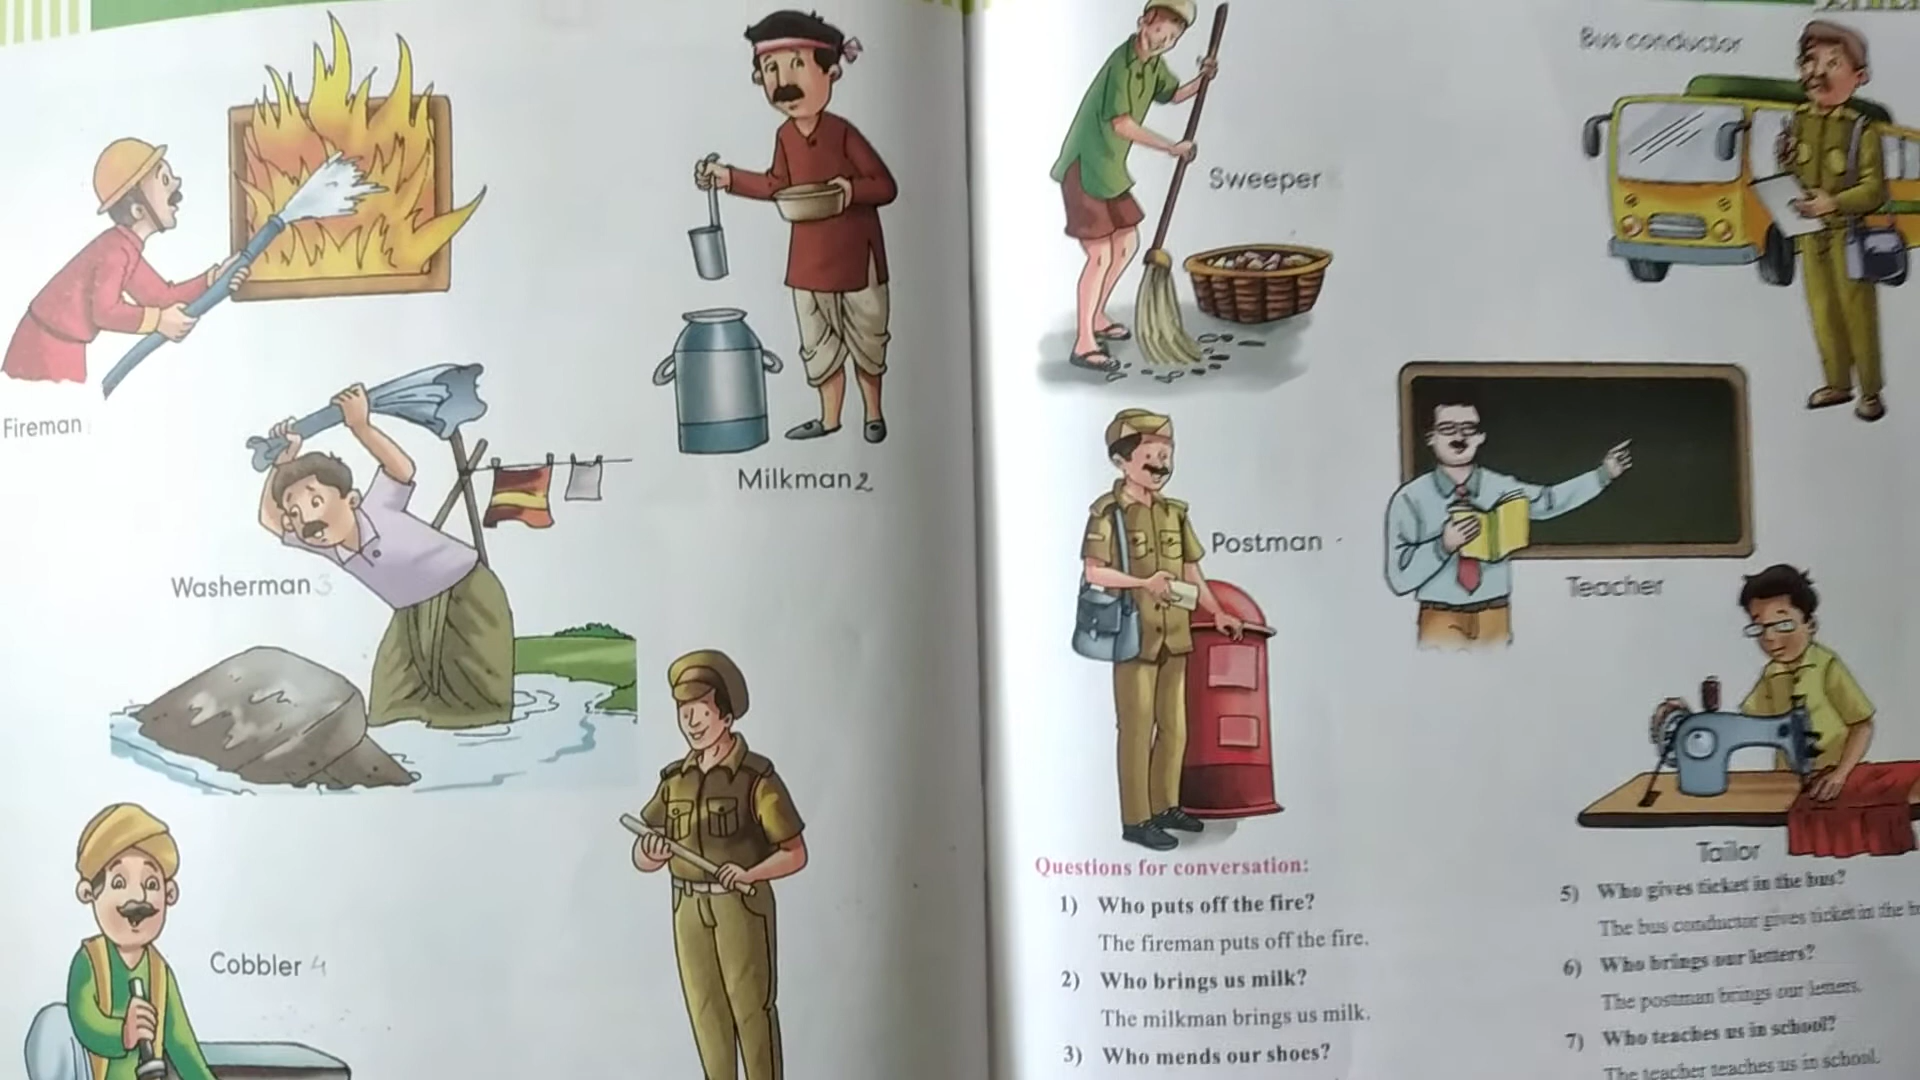 Fireman
Milkman 2
Washerman 3
Cobbler 4
Sweeper
Bus conductor
Postman
Teacher
Tailor
Questions for conversation:
1) Who puts off the fire?
The fireman puts off the fire.
2) Who brings us milk?
The milkman brings us milk.
3) Who mends our shoes?
5) Who gives ticket in the bus?
The bus conductor gives ticket in the
6) Who brings our letters?
The postman brings our letters.
7) Who teaches us in school?
The teacher teaches us in school.